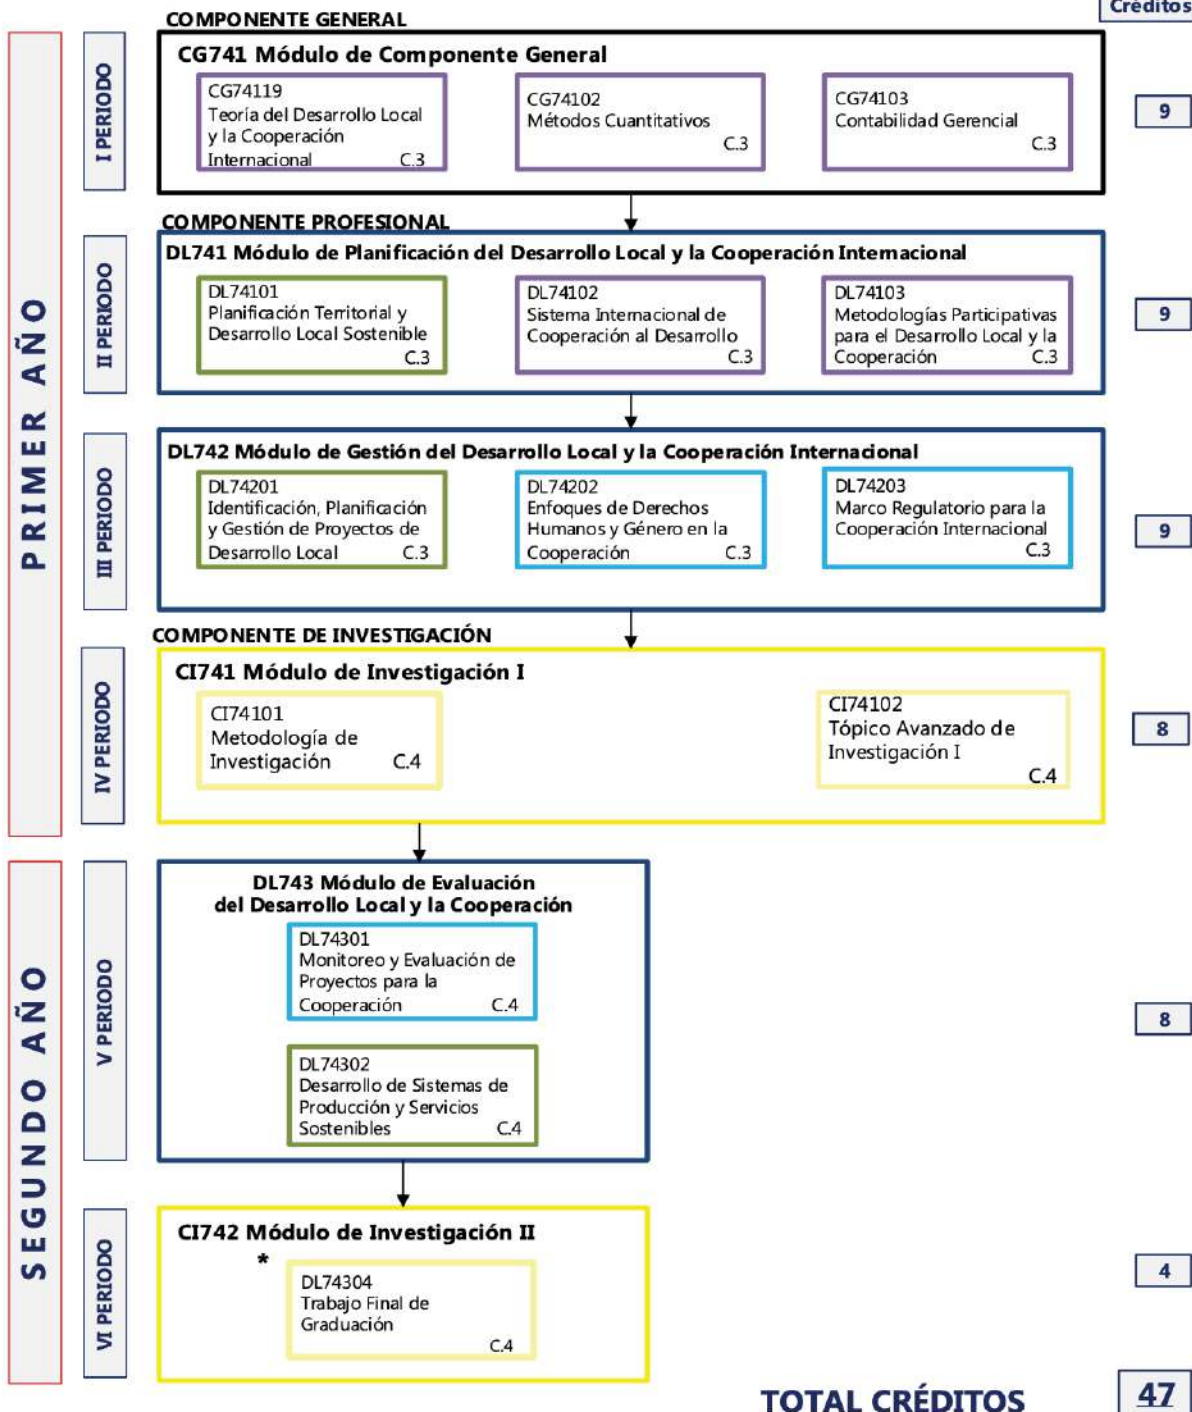 Créditos
COMPONENTE GENERAL
PRIMER AÑO
I PERIODO
CG741 Módulo de Componente General
CG74119
Teoría del Desarrollo Local
y la Cooperación
Internacional C.3
CG74102
Métodos Cuantitativos
C.3
CG74103
Contabilidad Gerencial
C.3
9
COMPONENTE PROFESIONAL
II PERIODO
DL741 Módulo de Planificación del Desarrollo Local y la Cooperación Internacional
DL74101
Planificación Territorial y
Desarrollo Local Sostenible
C.3
DL74102
Sistema Internacional de
Cooperación al Desarrollo
C.3
DL74103
Metodologías Participativas
para el Desarrollo Local y la
Cooperación C.3
9
III PERIODO
DL742 Módulo de Gestión del Desarrollo Local y la Cooperación Internacional
DL74201
Identificación, Planificación
y Gestión de Proyectos de
Desarrollo Local C.3
DL74202
Enfoques de Derechos
Humanos y Género en la
Cooperación C.3
DL74203
Marco Regulatorio para la
Cooperación Internacional
C.3
9
COMPONENTE DE INVESTIGACIÓN
IV PERIODO
CI741 Módulo de Investigación I
CI74101
Metodología de
Investigación C.4
CI74102
Tópico Avanzado de
Investigación I
C.4
8
SEGUNDO AÑO
V PERIODO
DL743 Módulo de Evaluación
del Desarrollo Local y la Cooperación
DL74301
Monitoreo y Evaluación de
Proyectos para la
Cooperación C.4
DL74302
Desarrollo de Sistemas de
Producción y Servicios
Sostenibles C.4
8
VI PERIODO
CI742 Módulo de Investigación II
*
DL74304
Trabajo Final de
Graduación
C.4
4
TOTAL CRÉDITOS 47